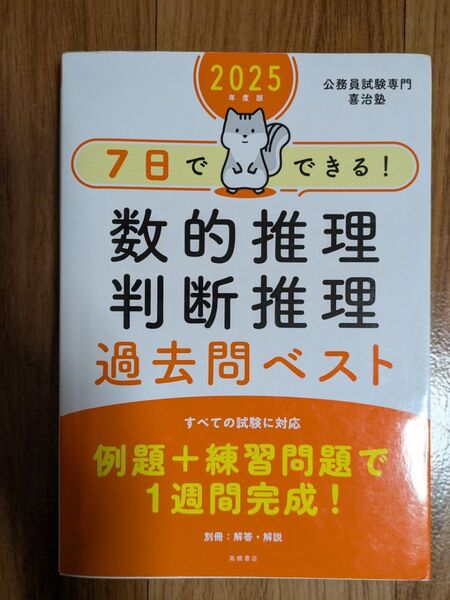 2025
年度版
公務員試験専門
喜治塾
7日で
できる!
数的推理
判断推理
過去問ベスト
すべての試験に対応
例題+練習問題で
1週間完成!
別冊:解答・解説
高橋書店